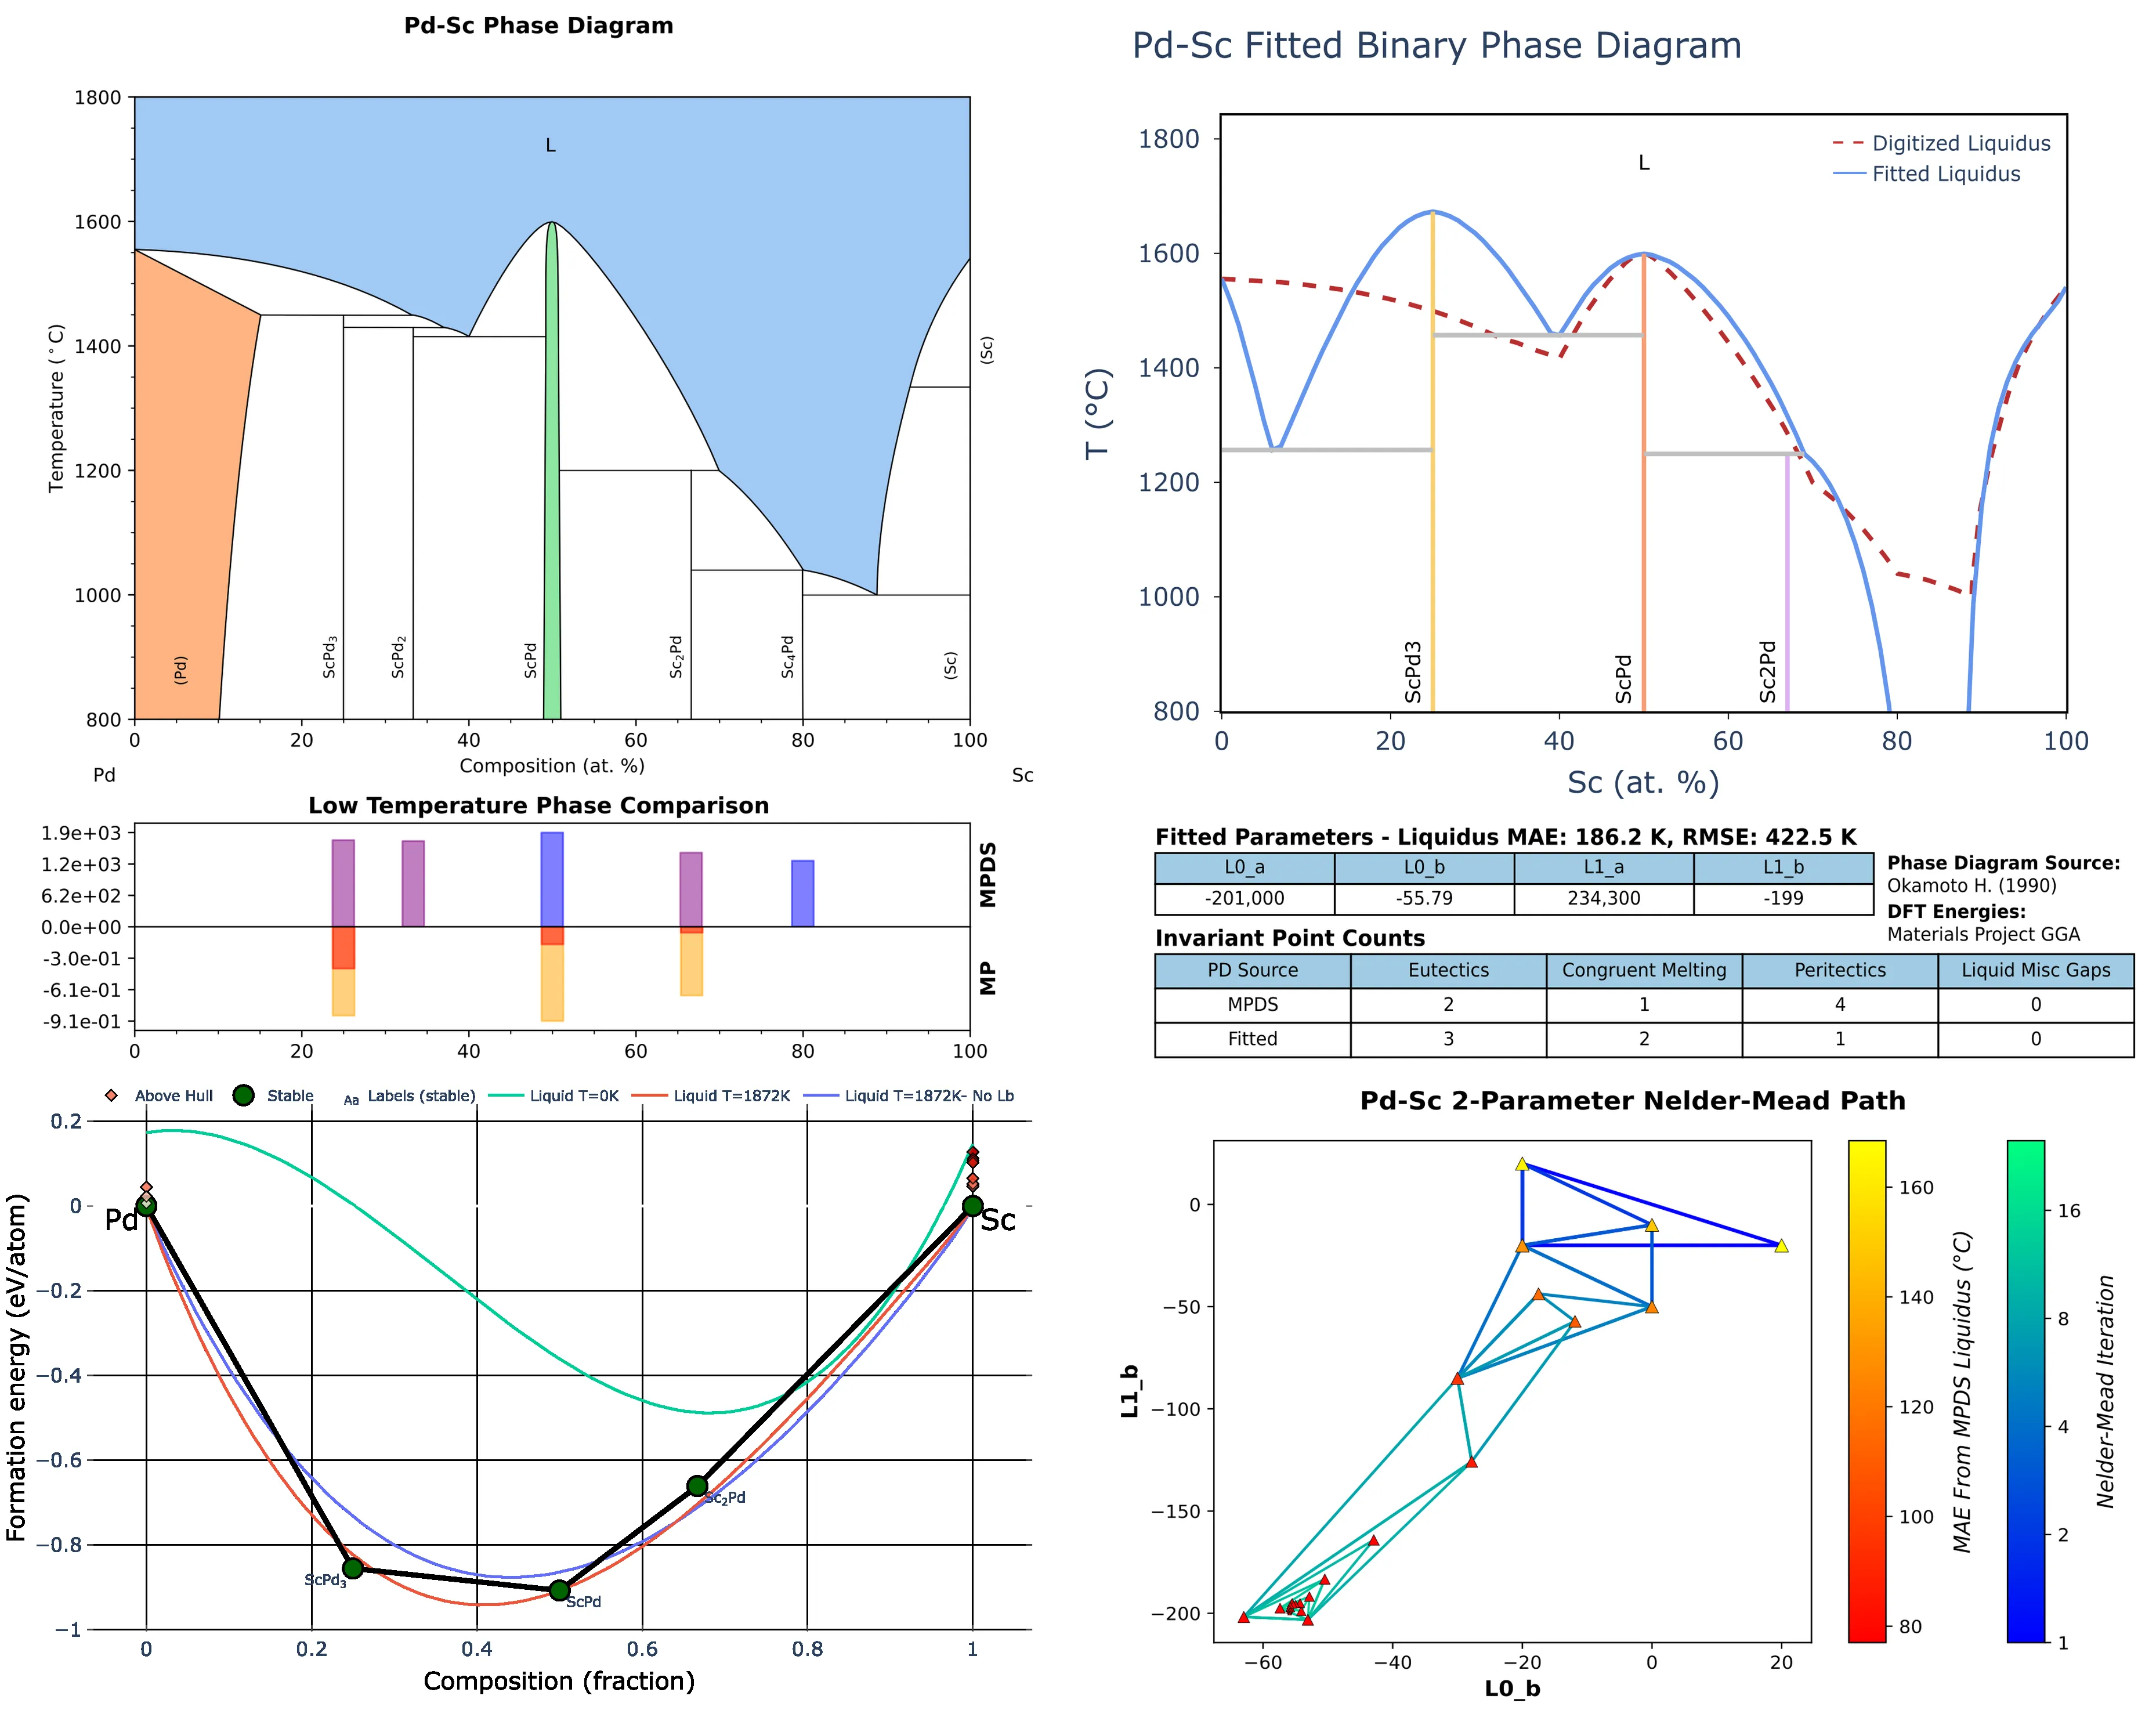 Pd-Sc Phase Diagram
1800
1600
1400
1200
1000
800
Temperature (°C)
L
(Pd)
ScPd₃
ScPd₂
ScPd
Sc₂Pd
Sc₄Pd
(Sc)
(Sc)
0 20 40 60 80 100
Pd Composition (at. %) Sc
Pd-Sc Fitted Binary Phase Diagram
1800
1600
1400
1200
1000
800
T (°C)
L
Digitized Liquidus
Fitted Liquidus
ScPd3
ScPd
Sc2Pd
0 20 40 60 80 100
Sc (at. %)
Low Temperature Phase Comparison
1.9e+03
1.2e+03
6.2e+02
0.0e+00
-3.0e-01
-6.1e-01
-9.1e-01
MPDS
MP
0 20 40 60 80 100
Fitted Parameters - Liquidus MAE: 186.2 K, RMSE: 422.5 K
L0_a L0_b L1_a L1_b
-201,000 -55.79 234,300 -199
Phase Diagram Source:
Okamoto H. (1990)
DFT Energies:
Materials Project GGA
Invariant Point Counts
PD Source Eutectics Congruent Melting Peritectics Liquid Misc Gaps
MPDS 2 1 4 0
Fitted 3 2 1 0
Above Hull Stable Aa Labels (stable) Liquid T=0K Liquid T=1872K Liquid T=1872K- No Lb
0.2
0
−0.2
−0.4
−0.6
−0.8
−1
Formation energy (eV/atom)
Pd
Sc
ScPd₃
ScPd
Sc₂Pd
0 0.2 0.4 0.6 0.8 1
Composition (fraction)
Pd-Sc 2-Parameter Nelder-Mead Path
0
−50
−100
−150
−200
L1_b
−60 −40 −20 0 20
L0_b
160
140
120
100
80
MAE From MPDS Liquidus (°C)
16
8
4
2
1
Nelder-Mead Iteration